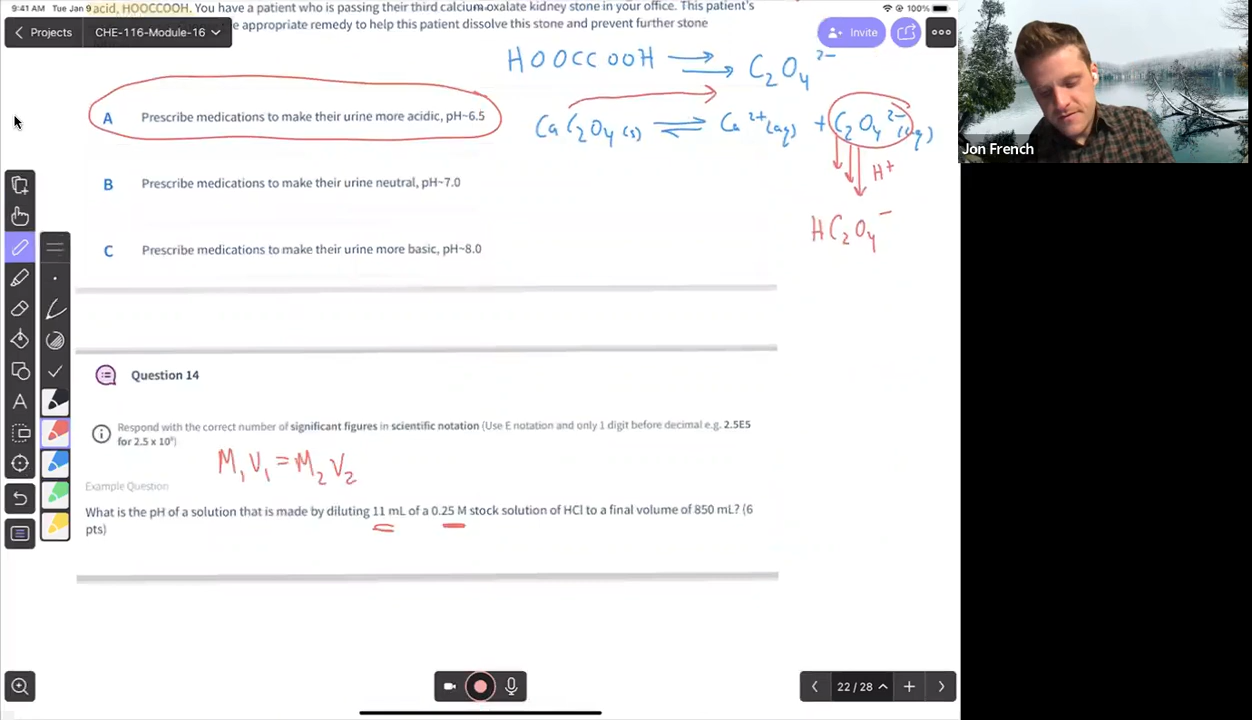 9:41 AM Tue Jan 9
100%
acid, HOOCCOOH. You have a patient who is passing their third calcium-oxalate kidney stone in your office. This patient's
e appropriate remedy to help this patient dissolve this stone and prevent further stone
Projects
CHE-116-Module-16
Invite
HOOCCOOH ⇌ C2O4 2-
CaC2O4(s) ⇌ Ca2+(aq) + C2O4 2-(aq)
H+
HC2O4 -
A Prescribe medications to make their urine more acidic, pH~6.5
B Prescribe medications to make their urine neutral, pH~7.0
C Prescribe medications to make their urine more basic, pH~8.0
Question 14
Respond with the correct number of significant figures in scientific notation (Use E notation and only 1 digit before decimal e.g. 2.5E5
for 2.5 x 10⁵)
M1V1 = M2V2
Example Question
What is the pH of a solution that is made by diluting 11 mL of a 0.25 M stock solution of HCl to a final volume of 850 mL? (6
pts)
A
22 / 28
Jon French